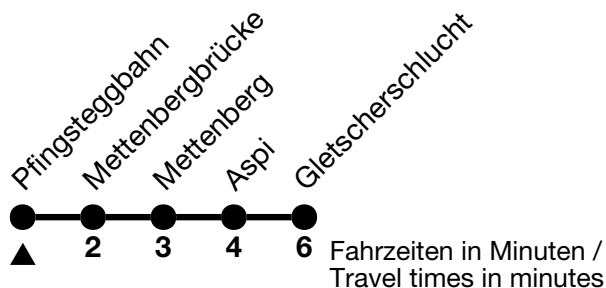 Pfingsteggbahn
Mettenbergbrücke
Mettenberg
Aspi
Gletscherschlucht
2 3 4 6
Fahrzeiten in Minuten /
Travel times in minutes